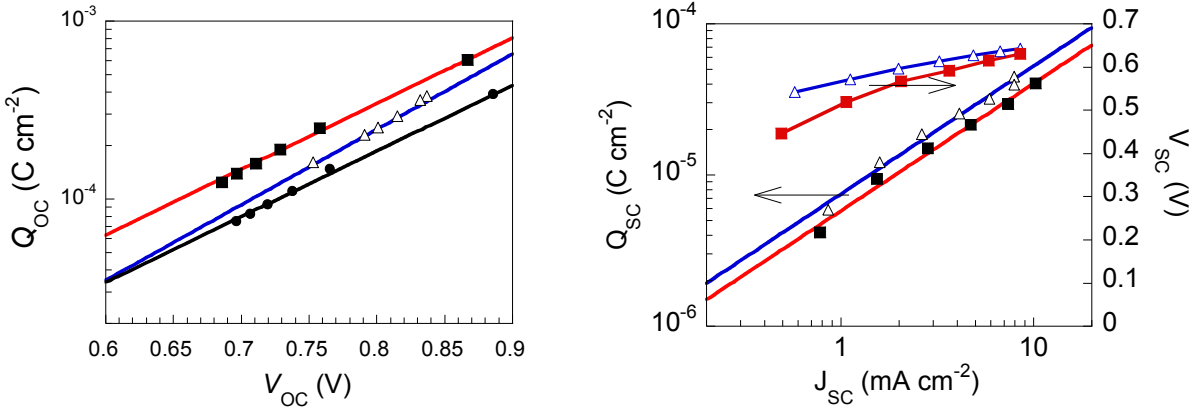 10⁻³
10⁻⁴
Q_OC (C cm⁻²)
0.6 0.65 0.7 0.75 0.8 0.85 0.9
V_OC (V)
10⁻⁴
10⁻⁵
10⁻⁶
Q_SC (C cm⁻²)
0.7
0.6
0.5
0.4
0.3
0.2
0.1
0
V_SC (V)
1 10
J_SC (mA cm⁻²)